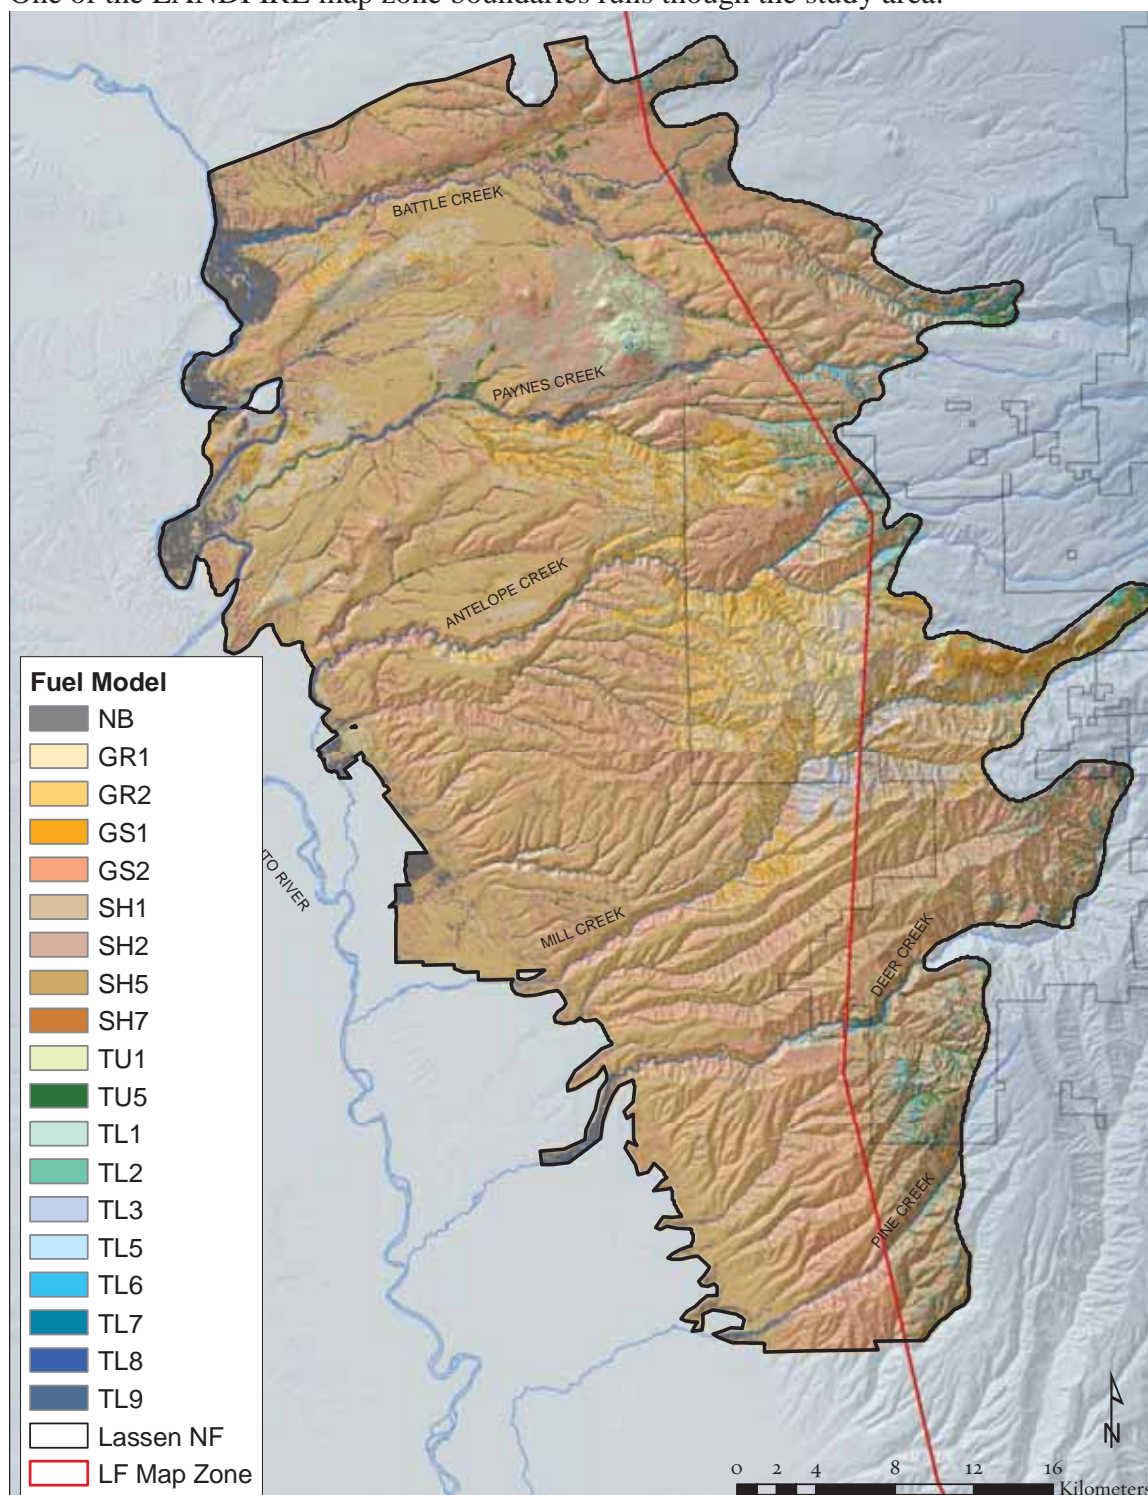 One of the LANDFIRE map zone boundaries runs though the study area.
BATTLE CREEK
PAYNES CREEK
ANTELOPE CREEK
MILL CREEK
DEER CREEK
PINE CREEK
RIVER
Fuel Model
NB
GR1
GR2
GS1
GS2
SH1
SH2
SH5
SH7
TU1
TU5
TL1
TL2
TL3
TL5
TL6
TL7
TL8
TL9
Lassen NF
LF Map Zone
N
0 2 4 8 12 16
Kilometers